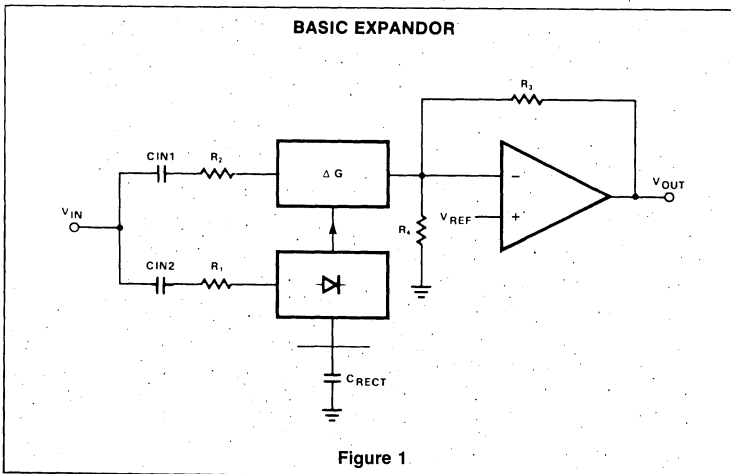 BASIC EXPANDOR
R3
CIN1
R2
Δ G
VIN
VOUT
VREF
R4
CIN2
R1
CRECT
Figure 1